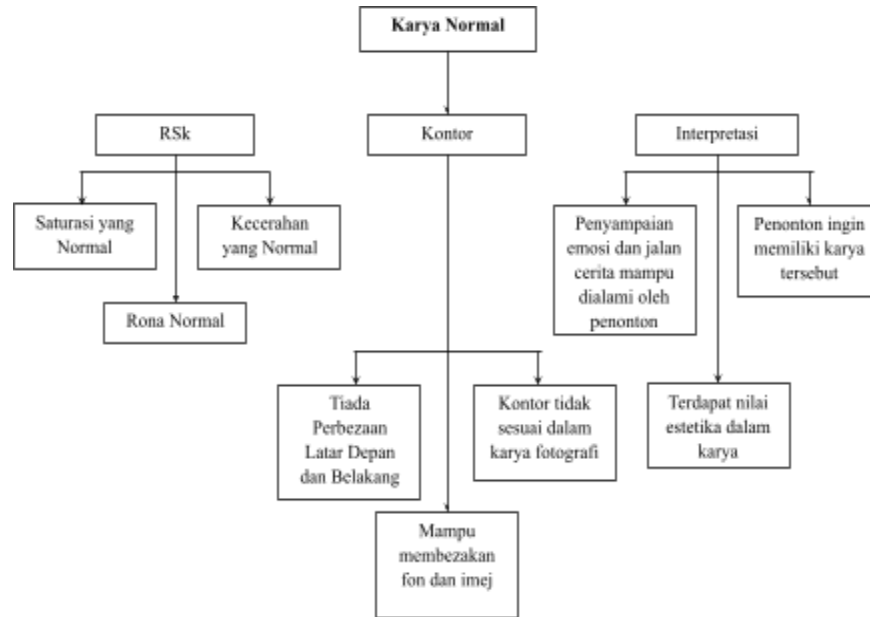 Karya Normal
RSk
Kontor
Interpretasi
Saturasi yang
Normal
Kecerahan
yang Normal
Rona Normal
Penyampaian
emosi dan jalan
cerita mampu
dialami oleh
penonton
Penonton ingin
memiliki karya
tersebut
Tiada
Perbezaan
Latar Depan
dan Belakang
Kontor tidak
sesuai dalam
karya fotografi
Terdapat nilai
estetika dalam
karya
Mampu
membezakan
fon dan imej